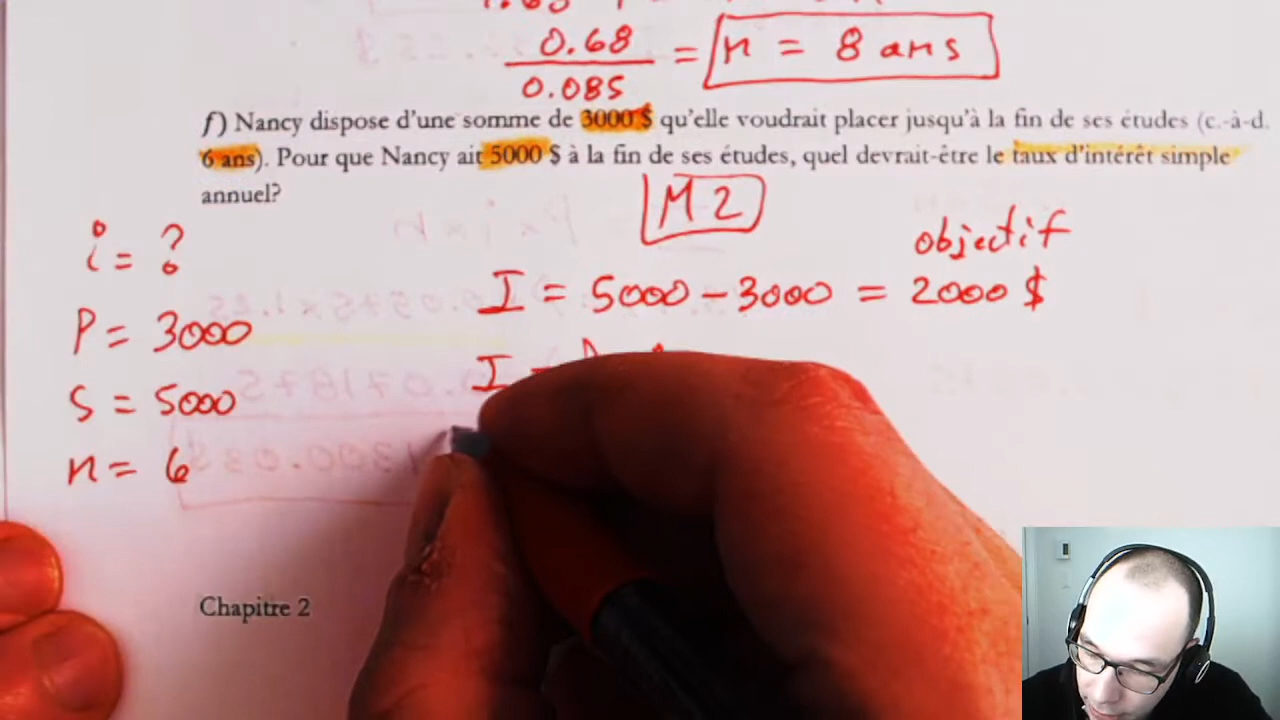 0.68
0.085 = n = 8 ans
f) Nancy dispose d'une somme de 3000 $ qu'elle voudrait placer jusqu'à la fin de ses études (c.-à-d.
6 ans). Pour que Nancy ait 5000 $ à la fin de ses études, quel devrait-être le taux d'intérêt simple
annuel?
M2
objectif
i = ?
I = 5000 - 3000 = 2000 $
P = 3000
I =
S = 5000
n = 6
Chapitre 2